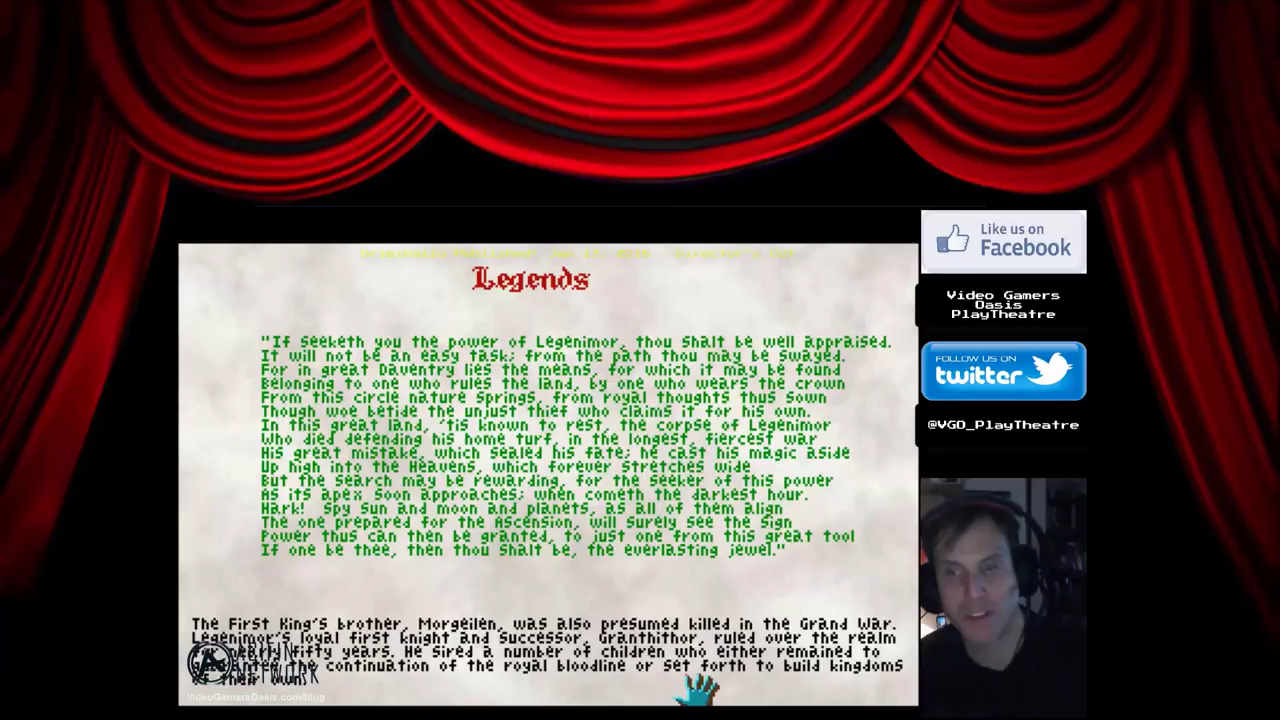 Like us on
Facebook
Legends
Video Gamers
Oasis
PlayTheatre
"If seeketh you the power of Legenimor, thou shalt be well appraised.
It will not be an easy task; from the path thou may be swayed.
For in great Daventry lies the means, for which it may be found
Belonging to one who rules the land, by one who wears the crown
From this circle nature springs, from royal thoughts thus sown
Though woe betide the unjust thief who claims it for his own.
In this great land, 'tis known to rest, the corpse of Legenimor
Who died defending his home turf, in the longest, fiercest war
His great mistake, which sealed his fate; he cast his magic aside
Up high into the Heavens, which forever stretches wide
But the search may be rewarding, for the seeker of this power
As its apex soon approaches; when cometh the darkest hour.
Hark! Spy sun and moon and planets, as all of them align
The one prepared for the Ascension, will surely see the sign
Power thus can then be granted, to just one from this great tool
If one be thee, then thou shalt be, the everlasting jewel."
FOLLOW US ON
twitter
@VGO_PlayTheatre
The First King's brother, Morgeilen, was also presumed killed in the Grand War.
Legenimor's loyal first knight and successor, Granthithor, ruled over the realm
fifty years. He sired a number of children who either remained to
the continuation of the royal bloodline or set forth to build kingdoms
of their own.
NETWORK
VideoGamersOasis.com/blog